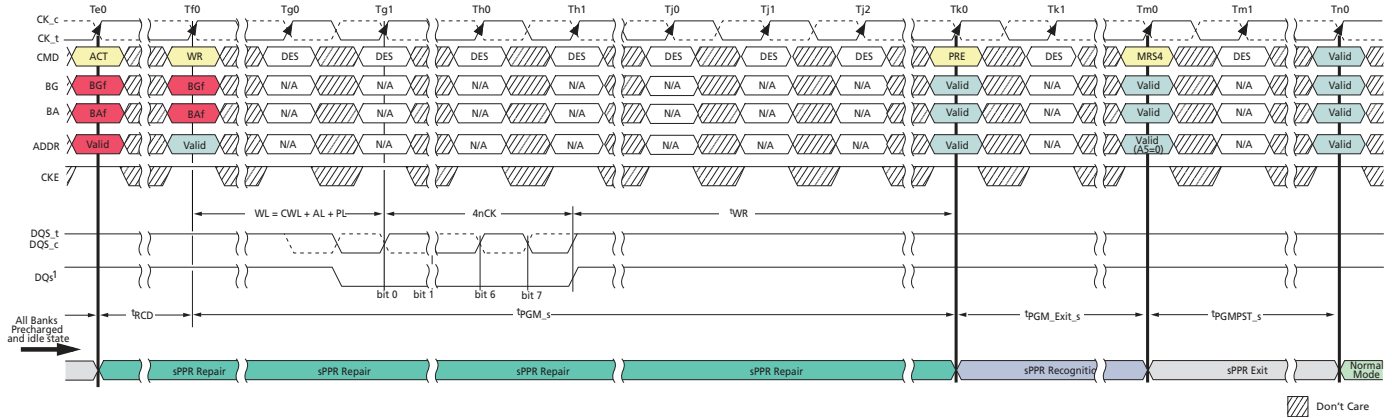 Te0 Tf0 Tg0 Tg1 Th0 Th1 Tj0 Tj1 Tj2 Tk0 Tk1 Tm0 Tm1 Tn0
CK_c
CK_t
CMD ACT WR DES DES DES DES DES DES DES PRE DES MRS4 DES Valid
BG BGf BGf N/A N/A N/A N/A N/A N/A N/A Valid N/A Valid N/A Valid
BA BAf BAf N/A N/A N/A N/A N/A N/A N/A Valid N/A Valid N/A Valid
ADDR Valid Valid N/A N/A N/A N/A N/A N/A N/A Valid N/A Valid (A5=0) N/A Valid
CKE
WL = CWL + AL + PL 4nCK tWR
DQS_t
DQS_c
DQs1
bit 0 bit 1 bit 6 bit 7
tRCD tPGM_s tPGM_Exit_s tPGMPST_s
All Banks
Precharged
and idle state
sPPR Repair sPPR Repair sPPR Repair sPPR Repair sPPR Recognitic sPPR Exit Normal Mode
Don't Care